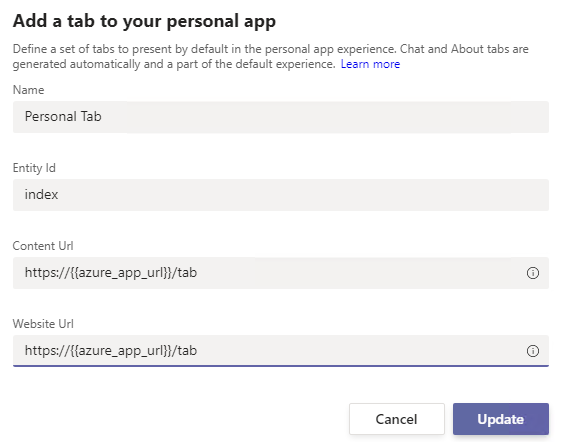 Add a tab to your personal app
Define a set of tabs to present by default in the personal app experience. Chat and About tabs are
generated automatically and a part of the default experience. Learn more
Name
Personal Tab
Entity Id
index
Content Url
https://{{azure_app_url}}/tab
Website Url
https://{{azure_app_url}}/tab
Cancel Update